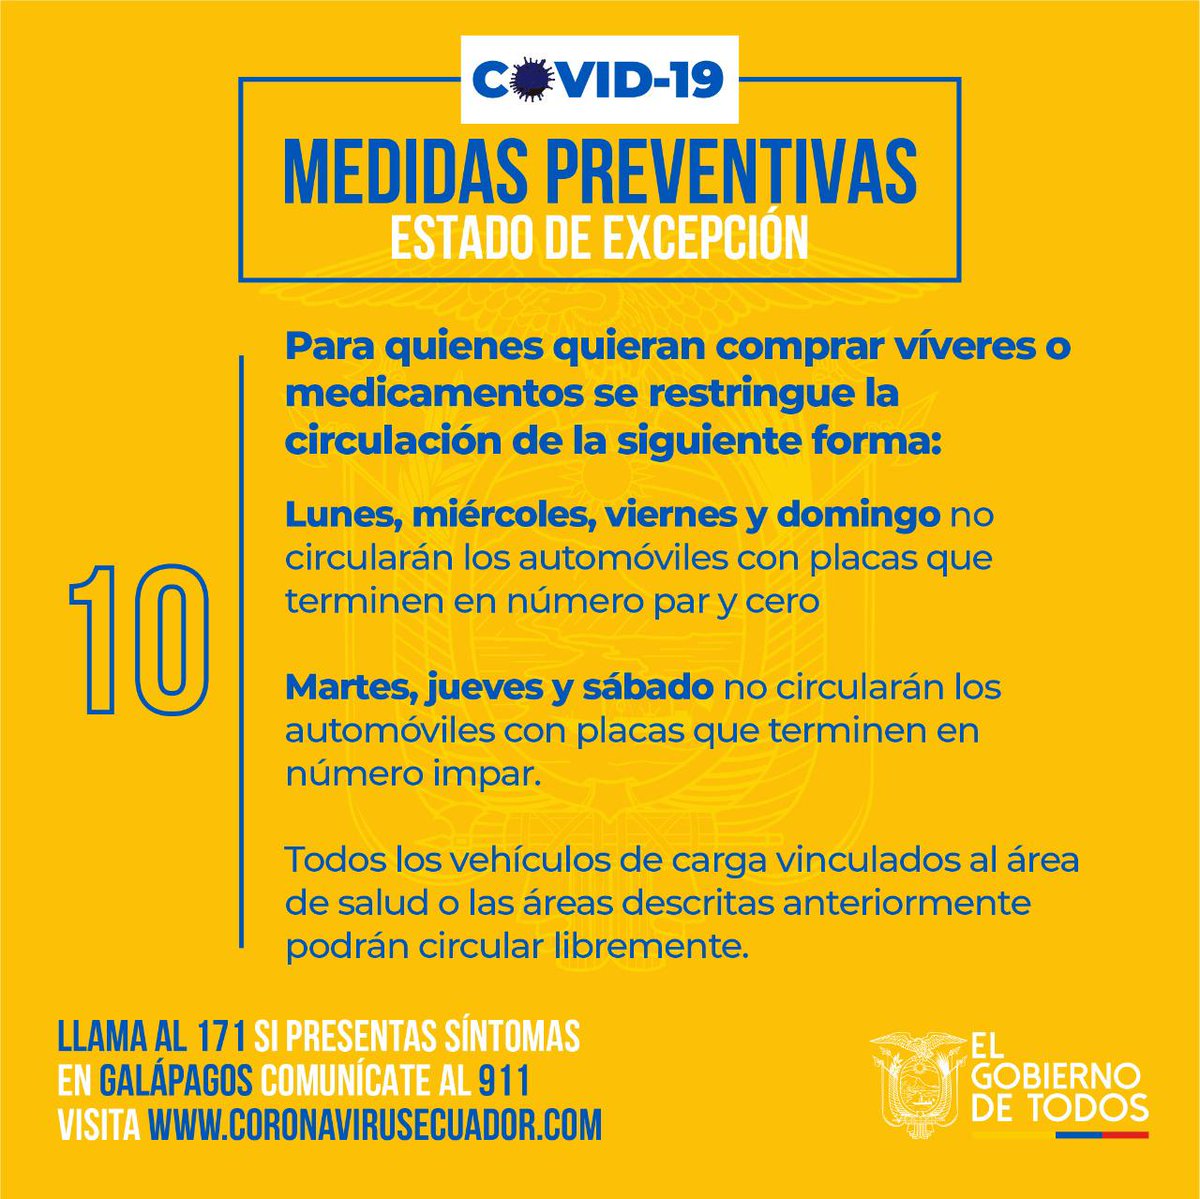 COVID-19
MEDIDAS PREVENTIVAS
ESTADO DE EXCEPCIÓN
Para quienes quieran comprar víveres o
medicamentos se restringue la
circulación de la siguiente forma:
Lunes, miércoles, viernes y domingo no
circularán los automóviles con placas que
terminen en número par y cero
10
Martes, jueves y sábado no circularán los
automóviles con placas que terminen en
número impar.
Todos los vehículos de carga vinculados al área
de salud o las áreas descritas anteriormente
podrán circular libremente.
LLAMA AL 171 SI PRESENTAS SÍNTOMAS
EN GALÁPAGOS COMUNÍCATE AL 911
VISITA WWW.CORONAVIRUSECUADOR.COM
EL
GOBIERNO
DE TODOS